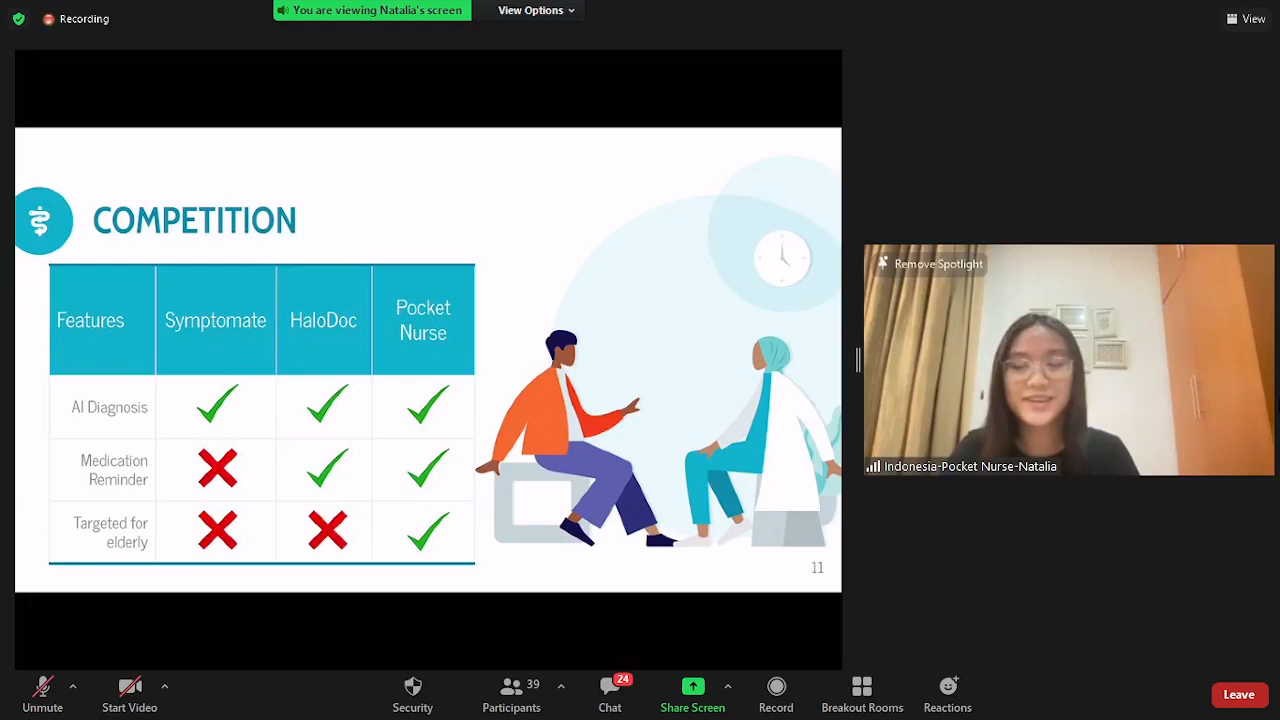 Recording
You are viewing Natalia's screen
View Options
View
COMPETITION
Features
Symptomate
HaloDoc
Pocket
Nurse
AI Diagnosis
Medication
Reminder
Targeted for
elderly
11
Remove Spotlight
Indonesia-Pocket Nurse-Natalia
Unmute
Start Video
Security
39
Participants
24
Chat
Share Screen
Record
Breakout Rooms
Reactions
Leave